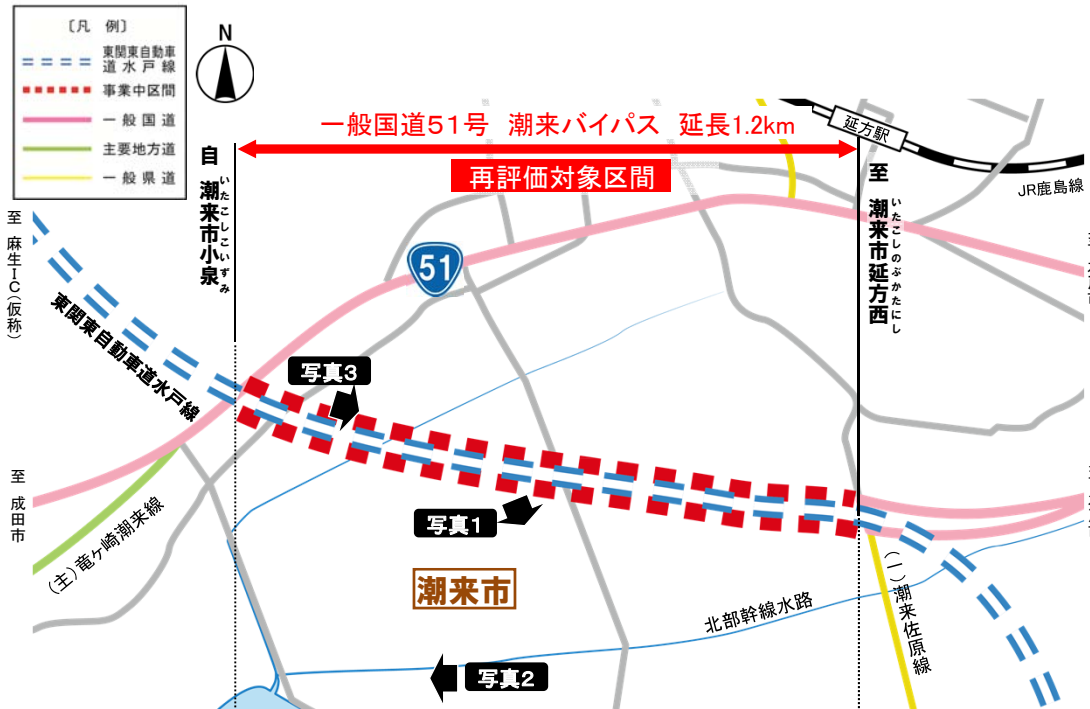 〔凡 例〕
東関東自動車
道水戸線
事業中区間
一般国道
主要地方道
一般県道
N
一般国道51号 潮来バイパス 延長1.2km
再評価対象区間
延方駅
JR鹿島線
自 潮来市小泉
いたこしこいずみ
至 潮来市延方西
いたこしのぶかたにし
至 麻生IC(仮称)
51
東関東自動車道水戸線
写真3
至 成田市
(主)竜ヶ崎潮来線
写真1
潮来市
北部幹線水路
(一)潮来佐原線
写真2